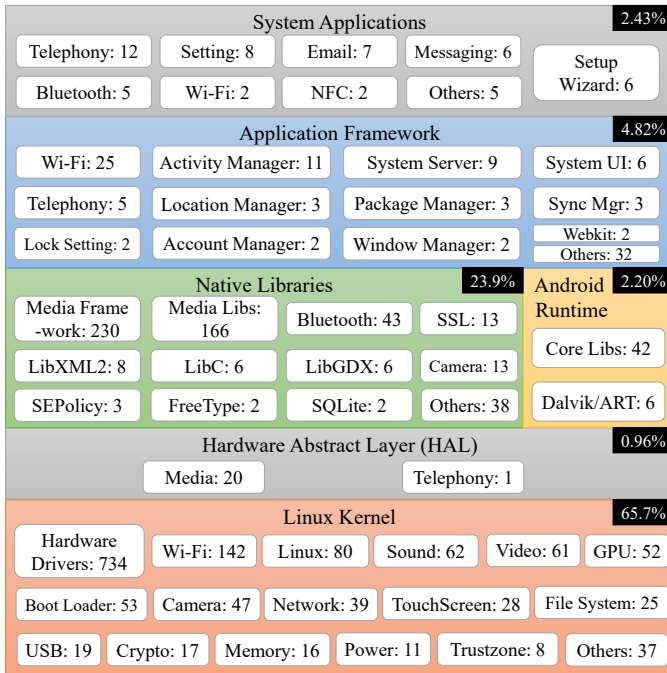 System Applications
2.43%
Telephony: 12
Setting: 8
Email: 7
Messaging: 6
Setup
Wizard: 6
Bluetooth: 5
Wi-Fi: 2
NFC: 2
Others: 5
Application Framework
4.82%
Wi-Fi: 25
Activity Manager: 11
System Server: 9
System UI: 6
Telephony: 5
Location Manager: 3
Package Manager: 3
Sync Mgr: 3
Lock Setting: 2
Account Manager: 2
Window Manager: 2
Webkit: 2
Others: 32
Native Libraries
23.9%
Media Frame
-work: 230
Media Libs:
166
Bluetooth: 43
SSL: 13
LibXML2: 8
LibC: 6
LibGDX: 6
Camera: 13
SEPolicy: 3
FreeType: 2
SQLite: 2
Others: 38
Android
Runtime
2.20%
Core Libs: 42
Dalvik/ART: 6
Hardware Abstract Layer (HAL)
0.96%
Media: 20
Telephony: 1
Linux Kernel
65.7%
Hardware
Drivers: 734
Wi-Fi: 142
Linux: 80
Sound: 62
Video: 61
GPU: 52
Boot Loader: 53
Camera: 47
Network: 39
TouchScreen: 28
File System: 25
USB: 19
Crypto: 17
Memory: 16
Power: 11
Trustzone: 8
Others: 37